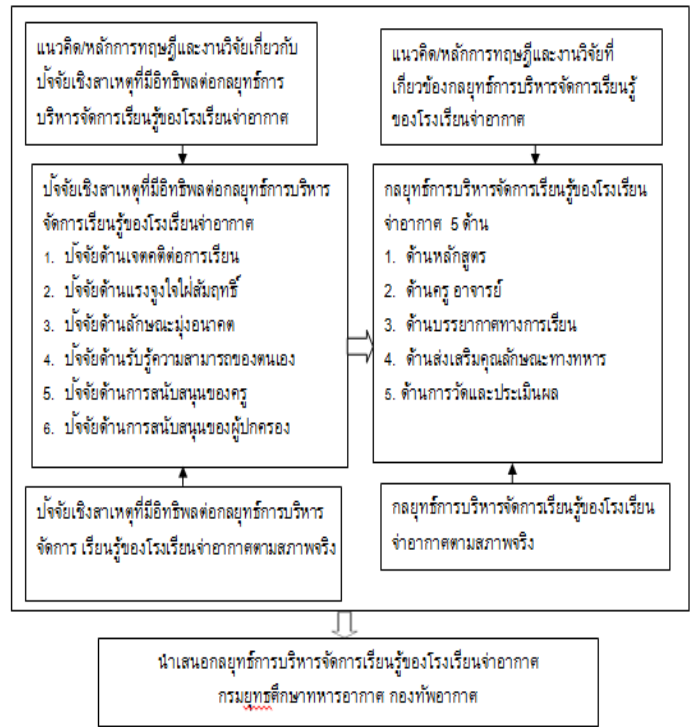 แนวคิด/หลักการทฤษฎีและงานวิจัยเกี่ยวกับ
ปัจจัยเชิงสาเหตุที่มีอิทธิพลต่อกลยุทธ์การ
บริหารจัดการเรียนรู้ของโรงเรียนจ่าอากาศ
แนวคิด/หลักการทฤษฎีและงานวิจัยที่
เกี่ยวข้องกลยุทธ์การบริหารจัดการเรียนรู้
ของโรงเรียนจ่าอากาศ
ปัจจัยเชิงสาเหตุที่มีอิทธิพลต่อกลยุทธ์การบริหาร
จัดการเรียนรู้ของโรงเรียนจ่าอากาศ
1. ปัจจัยด้านเจตคติต่อการเรียน
2. ปัจจัยด้านแรงจูงใจใฝ่สัมฤทธิ์
3. ปัจจัยด้านลักษณะมุ่งอนาคต
4. ปัจจัยด้านรับรู้ความสามารถของตนเอง
5. ปัจจัยด้านการสนับสนุนของครู
6. ปัจจัยด้านการสนับสนุนของผู้ปกครอง
กลยุทธ์การบริหารจัดการเรียนรู้ของโรงเรียน
จ่าอากาศ 5 ด้าน
1. ด้านหลักสูตร
2. ด้านครู อาจารย์
3. ด้านบรรยากาศทางการเรียน
4. ด้านส่งเสริมคุณลักษณะทางทหาร
5. ด้านการวัดและประเมินผล
ปัจจัยเชิงสาเหตุที่มีอิทธิพลต่อกลยุทธ์การบริหาร
จัดการ เรียนรู้ของโรงเรียนจ่าอากาศตามสภาพจริง
กลยุทธ์การบริหารจัดการเรียนรู้ของโรงเรียน
จ่าอากาศตามสภาพจริง
นำเสนอกลยุทธ์การบริหารจัดการเรียนรู้ของโรงเรียนจ่าอากาศ
กรมยุทธศึกษาทหารอากาศ กองทัพอากาศ